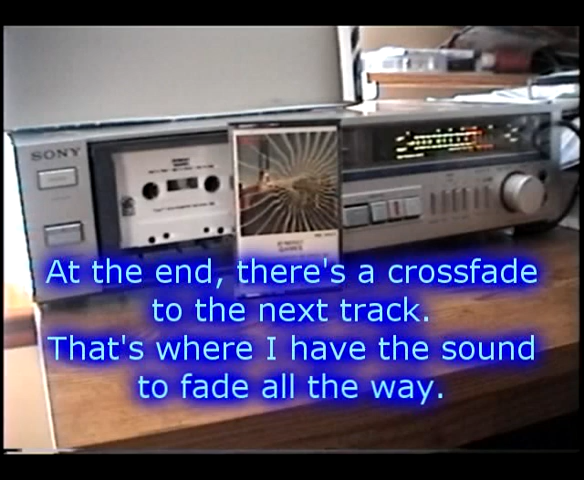 SONY
At the end, there's a crossfade
to the next track.
That's where I have the sound
to fade all the way.